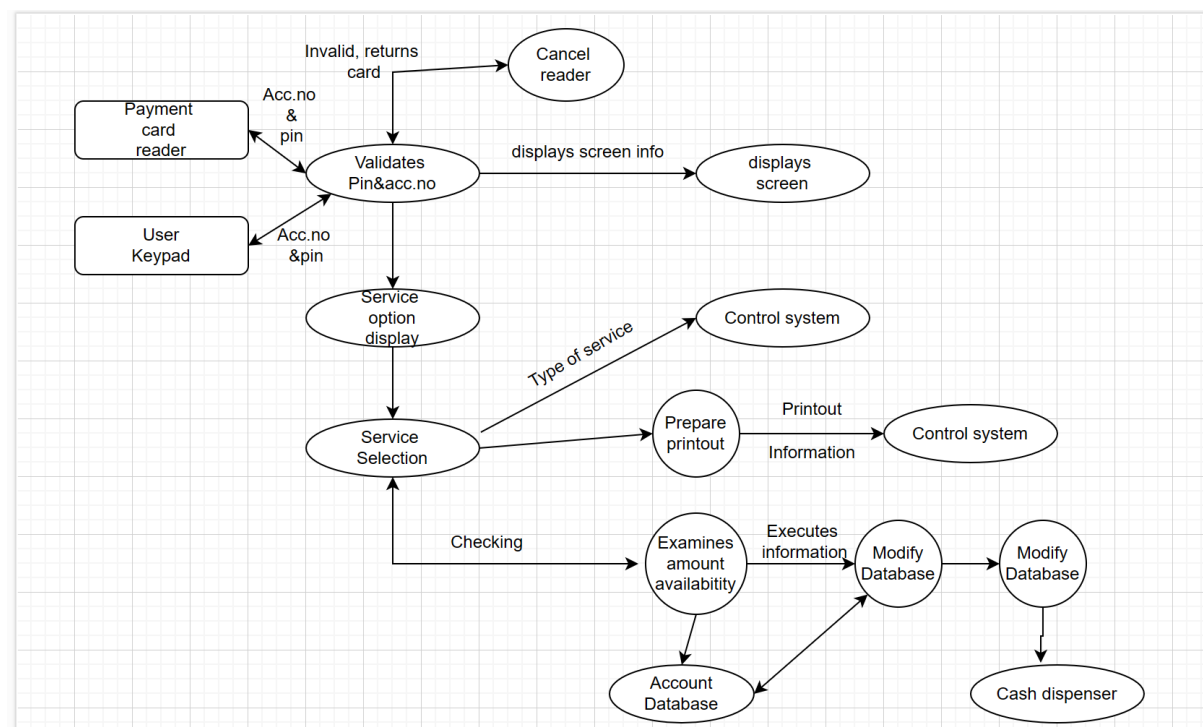 Invalid, returns
card
Cancel
reader
Payment
card
reader
Acc.no
&
pin
Validates
Pin&acc.no
displays screen info
displays
screen
User
Keypad
Acc.no
&pin
Service
option
display
Type of service
Control system
Service
Selection
Prepare
printout
Printout
Information
Control system
Checking
Examines
amount
availabitity
Executes
information
Modify
Database
Modify
Database
Account
Database
Cash dispenser